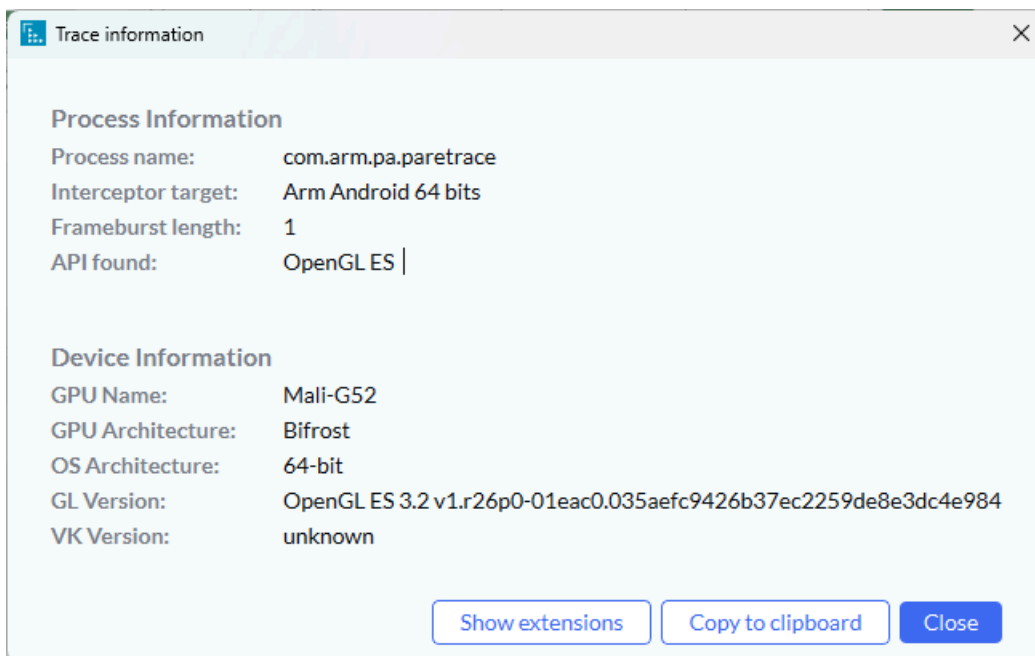 Trace information
Process Information
Process name: com.arm.pa.paretrace
Interceptor target: Arm Android 64 bits
Frameburst length: 1
API found: OpenGL ES
Device Information
GPU Name: Mali-G52
GPU Architecture: Bifrost
OS Architecture: 64-bit
GL Version: OpenGL ES 3.2 v1.r26p0-01eac0.035aefc9426b37ec2259de8e3dc4e984
VK Version: unknown
Show extensions Copy to clipboard Close